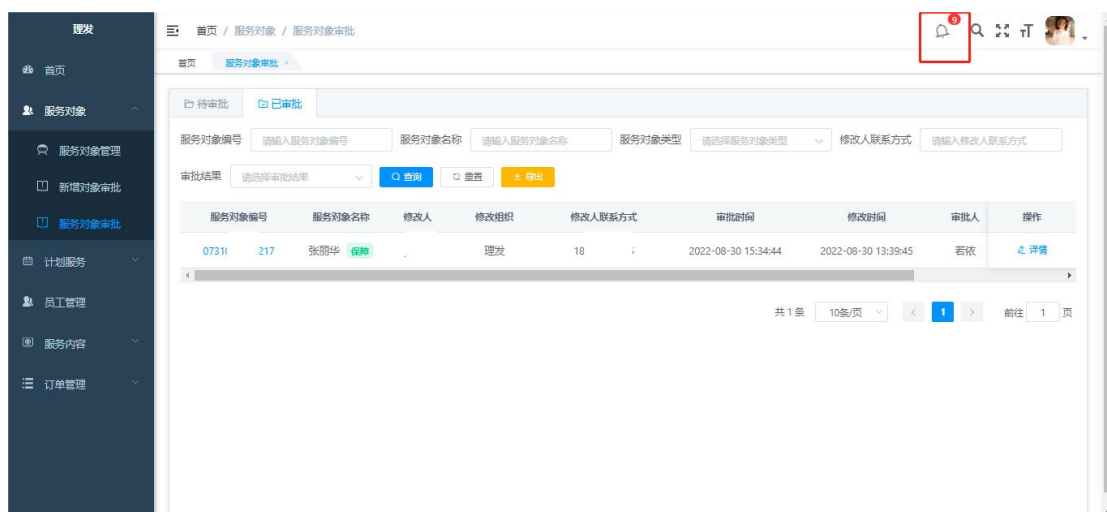 理发
首页 / 服务对象 / 服务对象审批
9
首页
服务对象审批 ×
首页
服务对象
服务对象管理
新增对象审批
服务对象审批
计划服务
员工管理
服务内容
订单管理
待审批
已审批
服务对象编号 请输入服务对象编号 服务对象名称 请输入服务对象名称 服务对象类型 请选择服务对象类型 修改人联系方式 请输入修改人联系方式
审批结果 请选择审批结果 查询 重置 导出
服务对象编号 服务对象名称 修改人 修改组织 修改人联系方式 审批时间 修改时间 审批人 操作
0731 217 张丽华 保障 理发 18 2022-08-30 15:34:44 2022-08-30 13:39:45 若依 详情
共1条 10条/页 < 1 > 前往 1 页